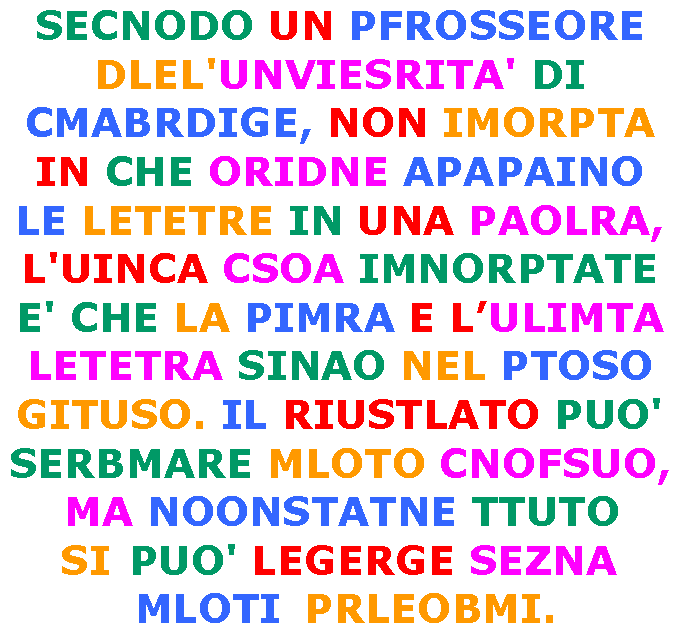 SECNODO UN PFROSSEORE
DLEL'UNVIESRITA' DI
CMABRDIGE, NON IMORPTA
IN CHE ORIDNE APAPAINO
LE LETETRE IN UNA PAOLRA,
L'UINCA CSOA IMNORPTATE
E' CHE LA PIMRA E L’ULIMTA
LETETRA SINAO NEL PTOSO
GITUSO. IL RIUSTLATO PUO'
SERBMARE MLOTO CNOFSUO,
MA NOONSTATNE TTUTO
SI PUO' LEGERGE SEZNA
MLOTI PRLEOBMI.